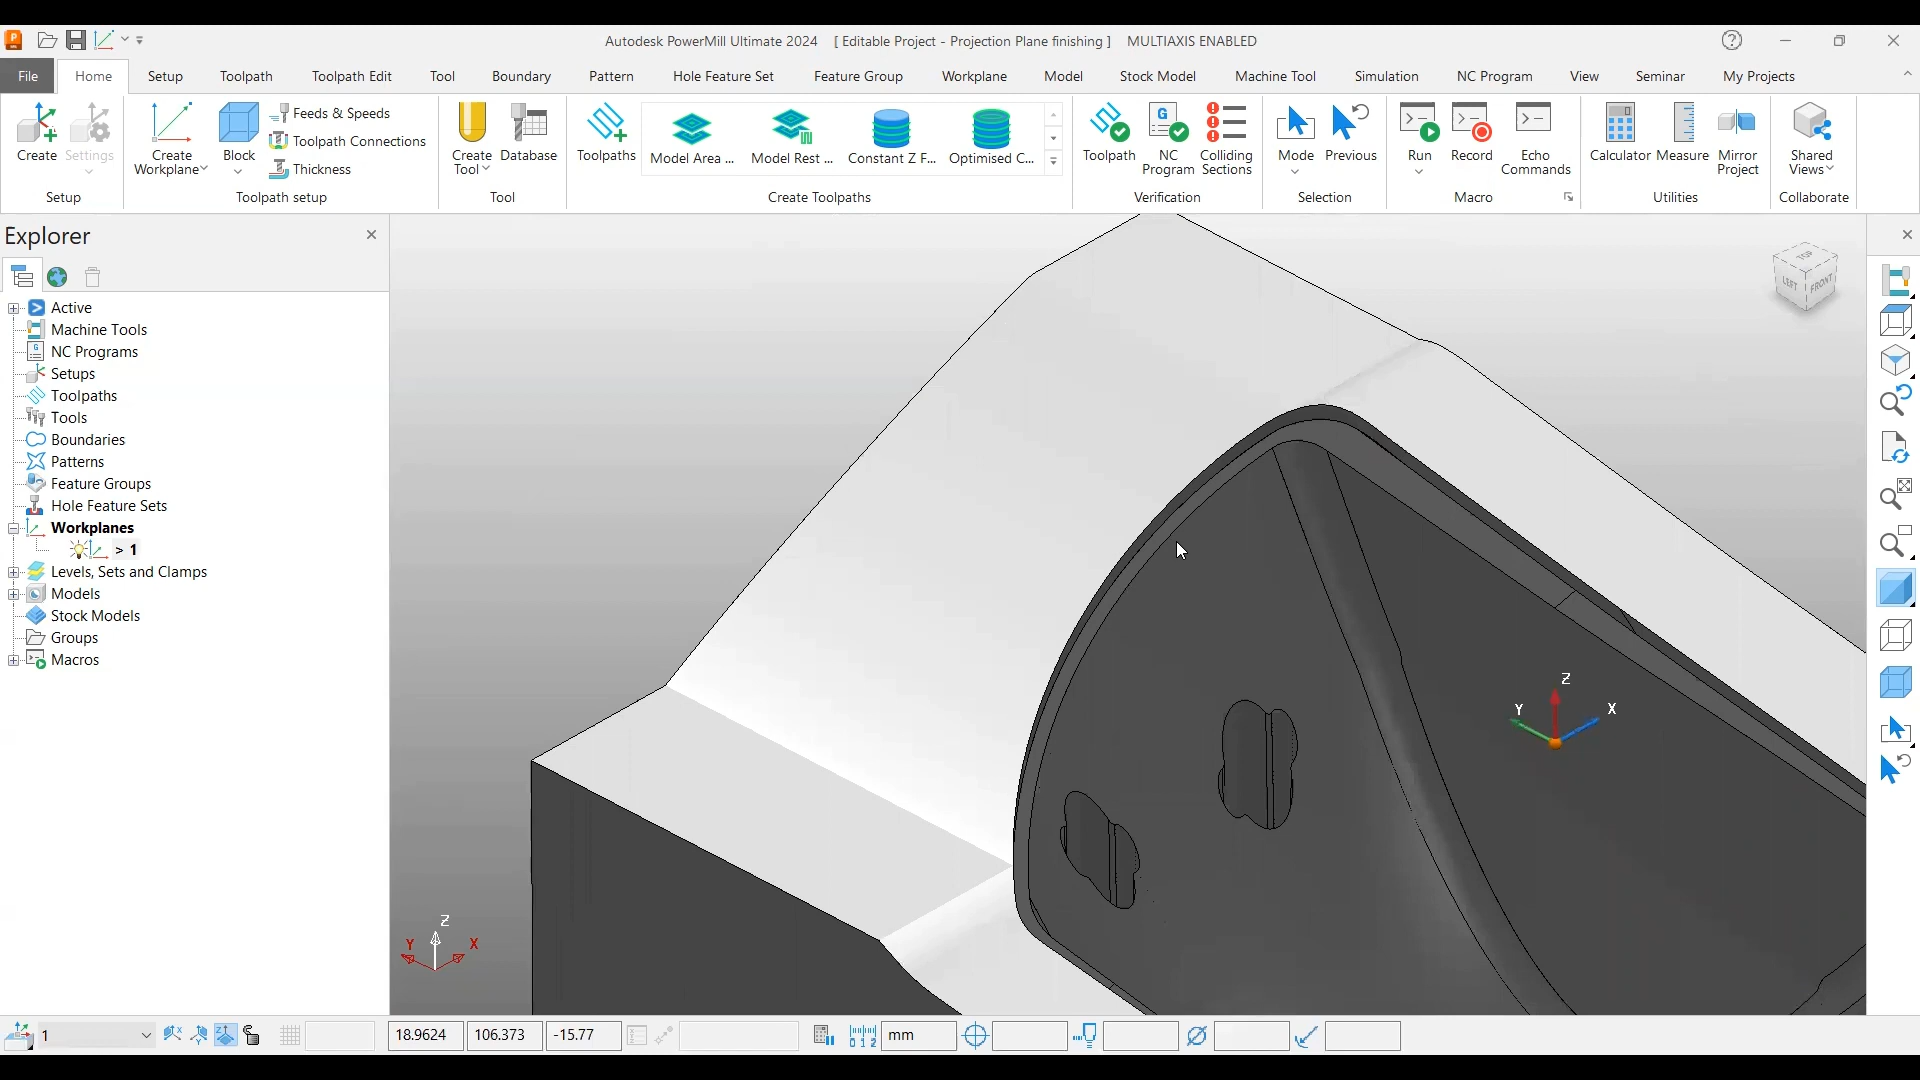 Autodesk PowerMill Ultimate 2024 [ Editable Project - Projection Plane finishing ] MULTIAXIS ENABLED
File Home Setup Toolpath Toolpath Edit Tool Boundary Pattern Hole Feature Set Feature Group Workplane Model Stock Model Machine Tool Simulation NC Program View Seminar My Projects
Create
Settings
Setup
Create
Workplane
Block
Feeds & Speeds
Toolpath Connections
Thickness
Toolpath setup
Create
Tool
Database
Tool
Toolpaths
Model Area ...
Model Rest ...
Constant Z F...
Optimised C...
Create Toolpaths
Toolpath
NC
Program
Colliding
Sections
Verification
Mode
Previous
Selection
Run
Record
Echo
Commands
Macro
Calculator
Measure
Mirror
Project
Utilities
Shared
Views
Collaborate
Explorer
Active
Machine Tools
NC Programs
Setups
Toolpaths
Tools
Boundaries
Patterns
Feature Groups
Hole Feature Sets
Workplanes
> 1
Levels, Sets and Clamps
Models
Stock Models
Groups
Macros
TOP
LEFT
FRONT
Z
Y
X
Z
Y
X
1
18.9624
106.373
-15.77
mm